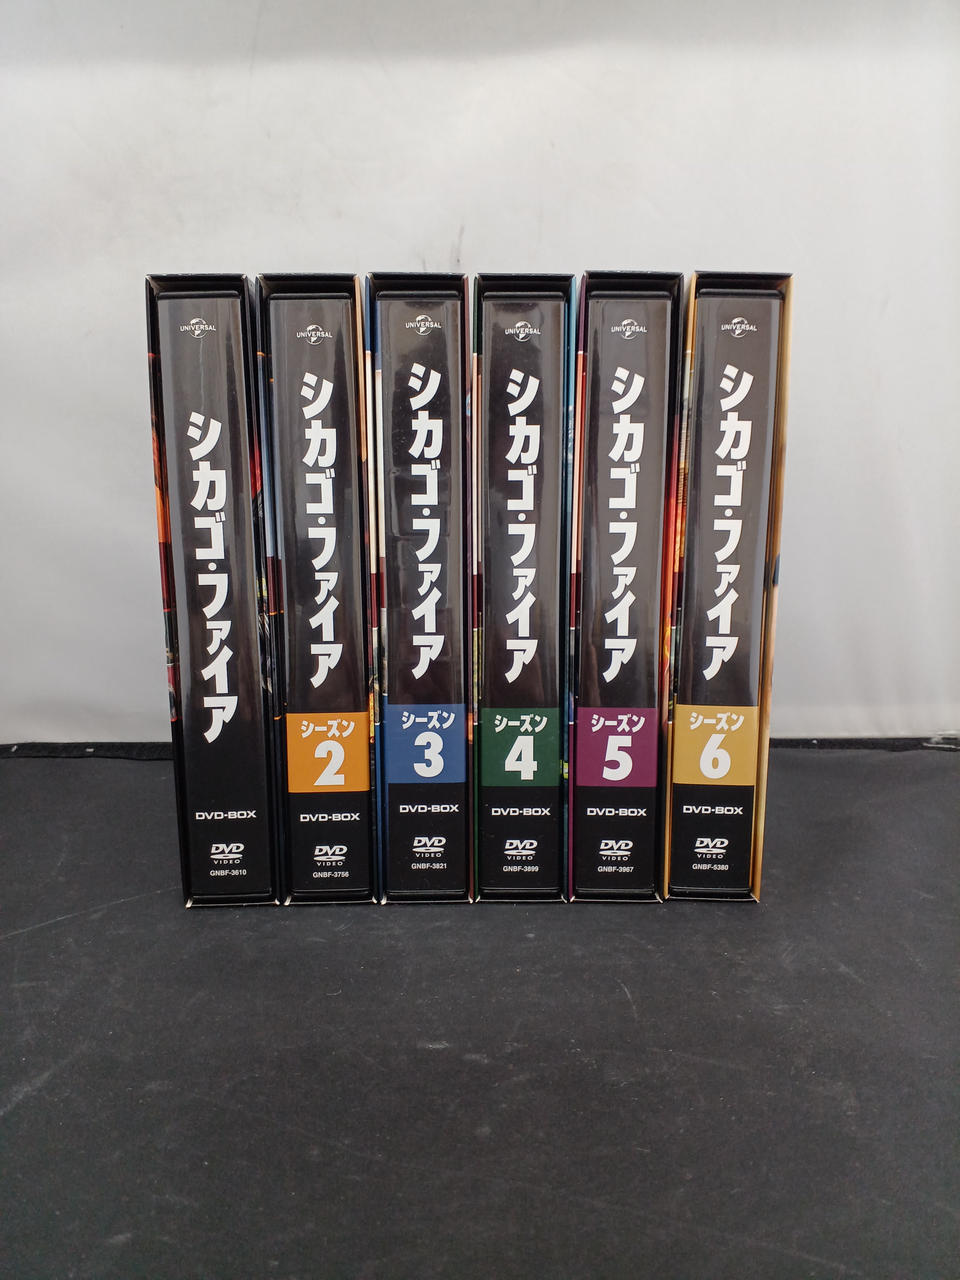 UNIVERSAL
シカゴ・ファイア
DVD-BOX
DVD
VIDEO
GNBF-3610
UNIVERSAL
シカゴ・ファイア
シーズン
2
DVD-BOX
DVD
VIDEO
GNBF-3756
UNIVERSAL
シカゴ・ファイア
シーズン
3
DVD-BOX
DVD
VIDEO
GNBF-3821
UNIVERSAL
シカゴ・ファイア
シーズン
4
DVD-BOX
DVD
VIDEO
GNBF-3899
UNIVERSAL
シカゴ・ファイア
シーズン
5
DVD-BOX
DVD
VIDEO
GNBF-3967
UNIVERSAL
シカゴ・ファイア
シーズン
6
DVD-BOX
DVD
VIDEO
GNBF-5380